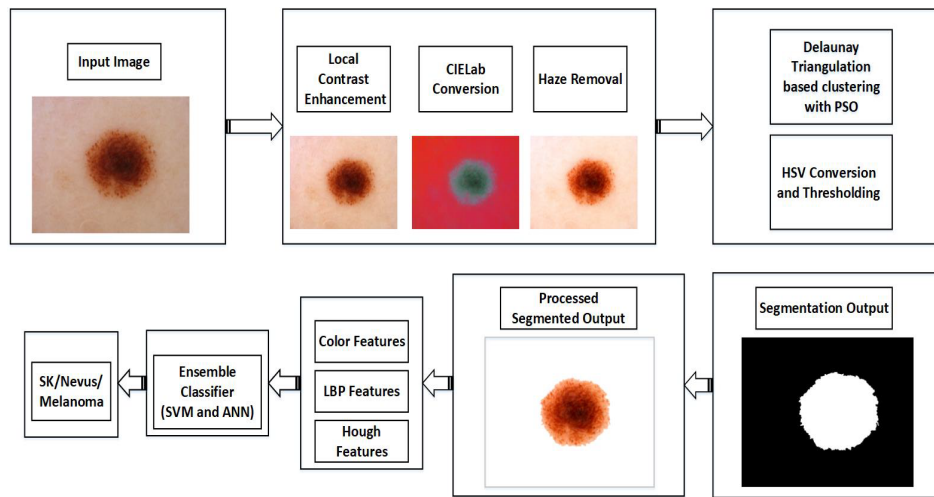 Input Image
Local
Contrast
Enhancement
CIELab
Conversion
Haze Removal
Delaunay
Triangulation
based clustering
with PSO
HSV Conversion
and Thresholding
SK/Nevus/
Melanoma
Ensemble
Classifier
(SVM and ANN)
Color Features
LBP Features
Hough
Features
Processed
Segmented Output
Segmentation Output